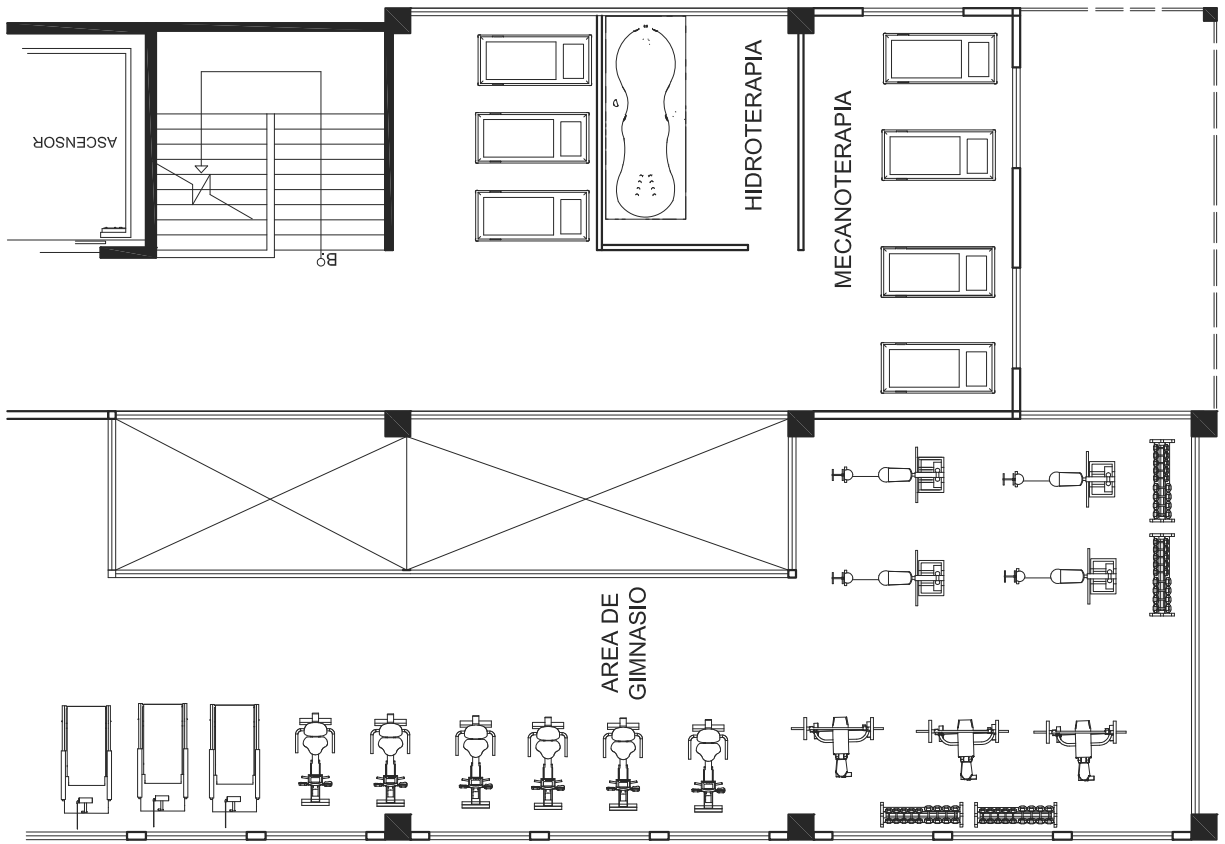 ASCENSOR
B.
HIDROTERAPIA
MECANOTERAPIA
AREA DE
GIMNASIO